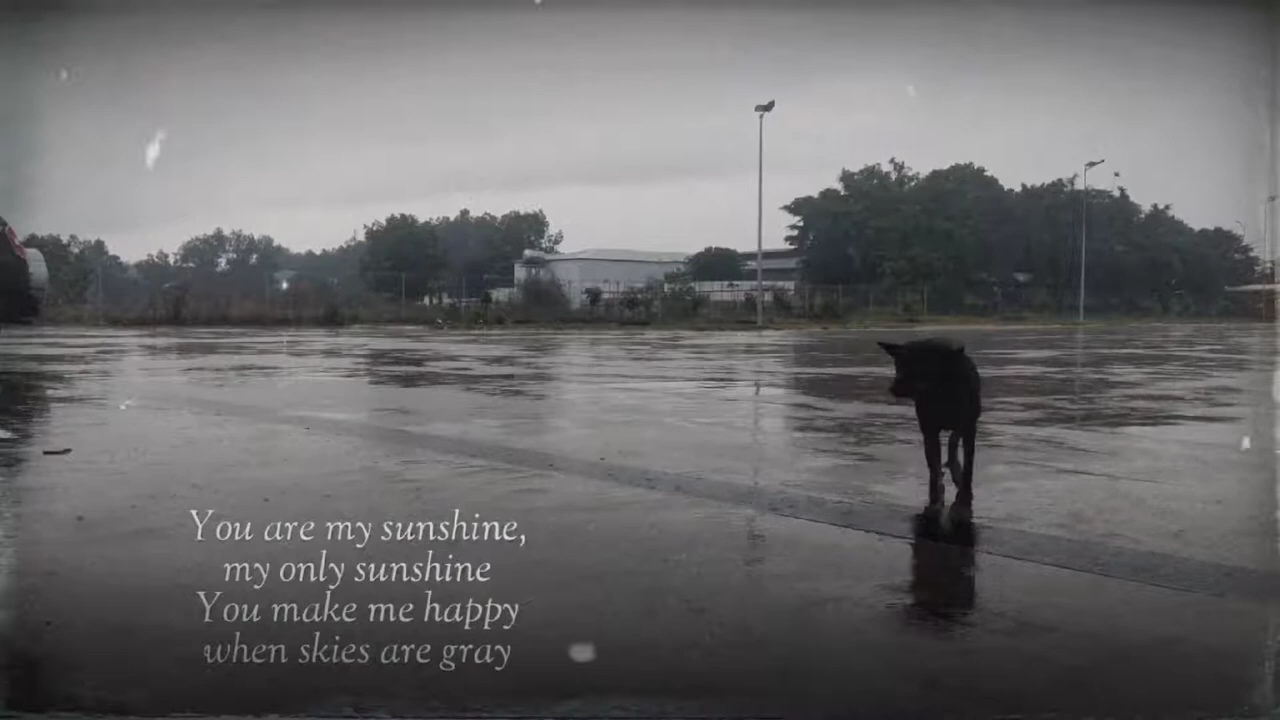 You are my sunshine,
my only sunshine
You make me happy
when skies are gray